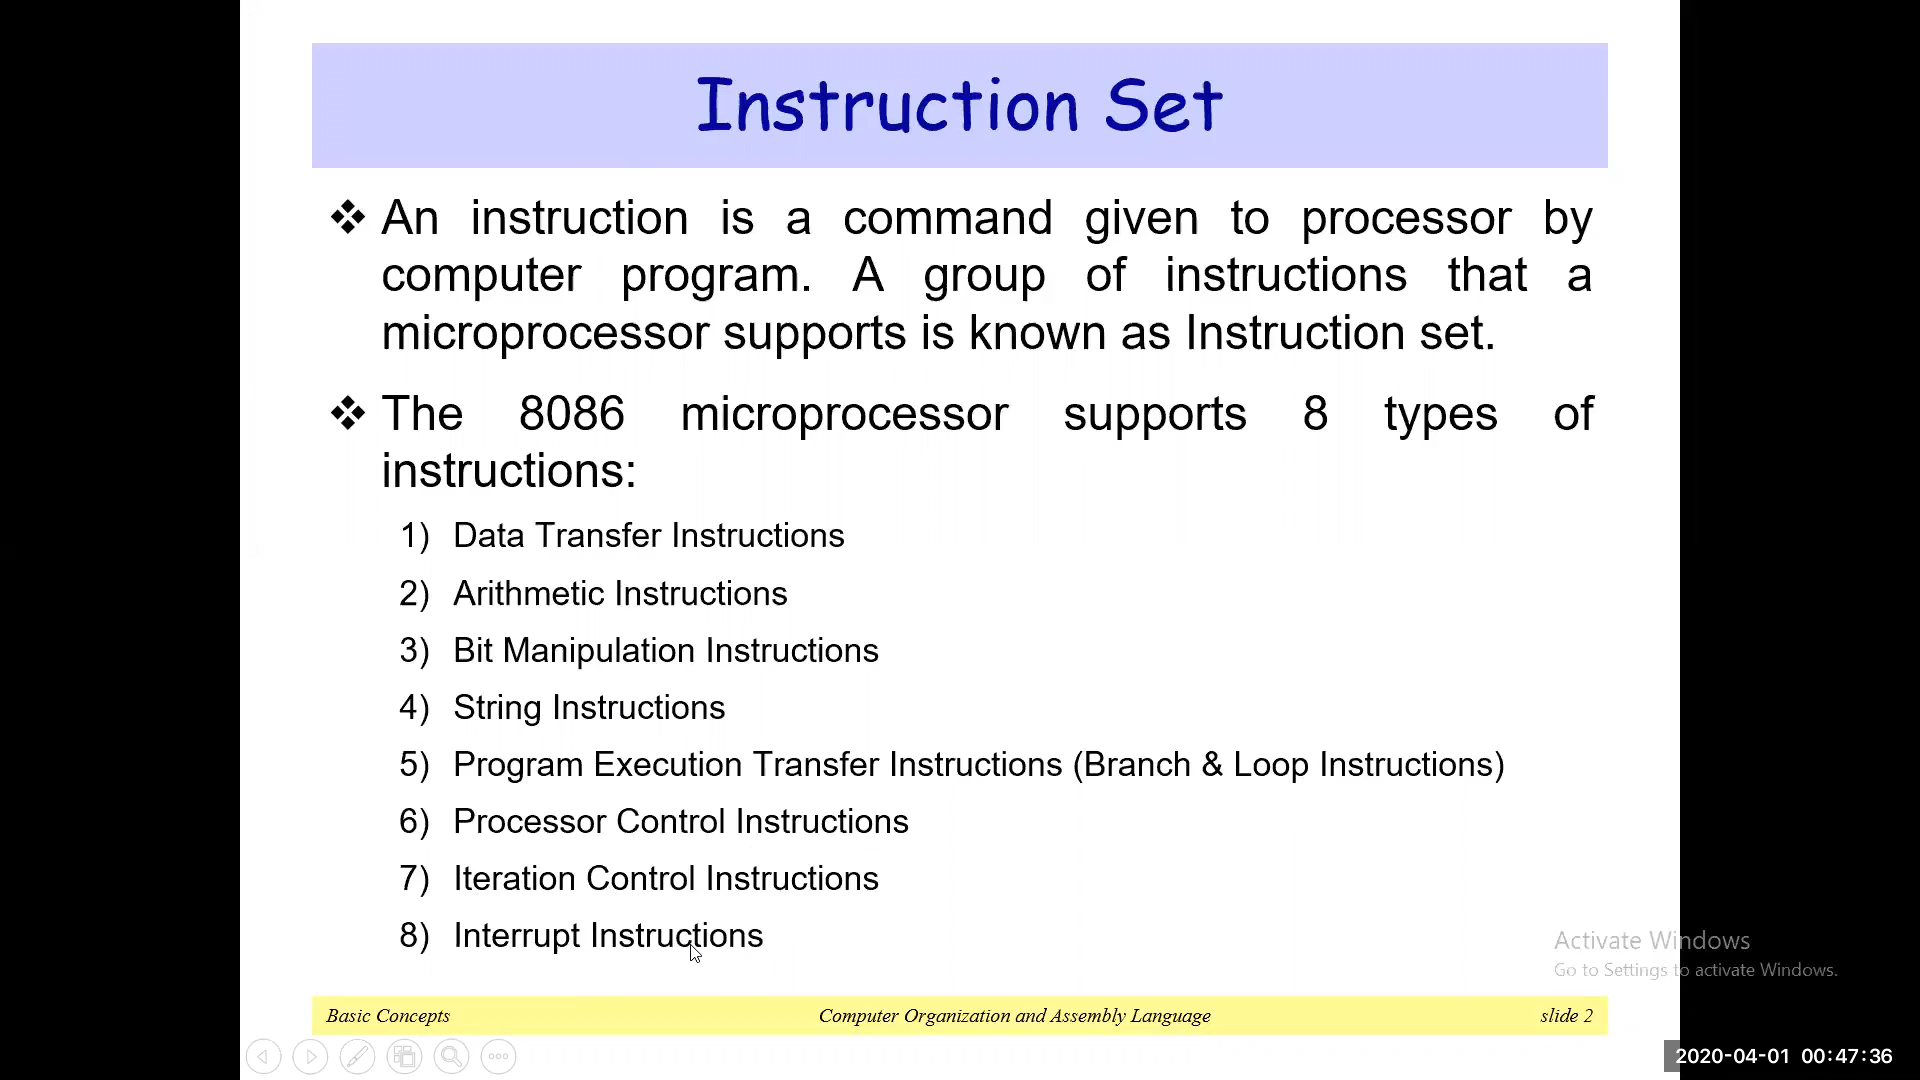 Instruction Set
❖ An instruction is a command given to processor by
computer program. A group of instructions that a
microprocessor supports is known as Instruction set.
❖ The 8086 microprocessor supports 8 types of
instructions:
1) Data Transfer Instructions
2) Arithmetic Instructions
3) Bit Manipulation Instructions
4) String Instructions
5) Program Execution Transfer Instructions (Branch & Loop Instructions)
6) Processor Control Instructions
7) Iteration Control Instructions
8) Interrupt Instructions
Activate Windows
Go to Settings to activate Windows.
Basic Concepts Computer Organization and Assembly Language slide 2
2020-04-01 00:47:36